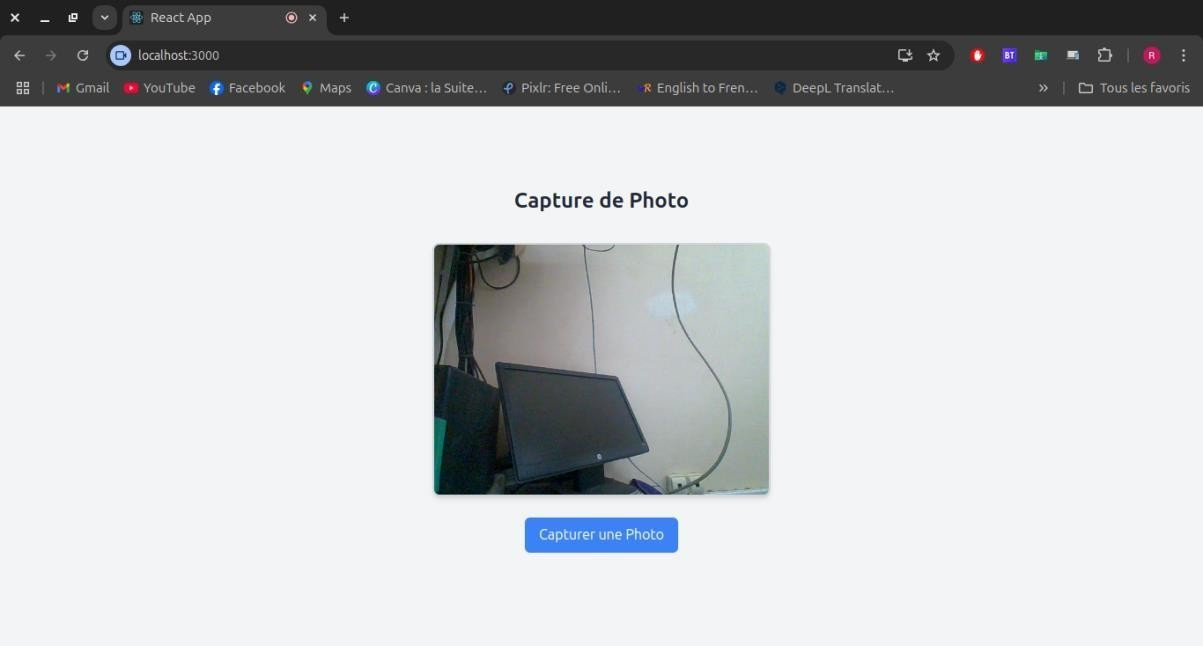 React App
localhost:3000
BT
R
Gmail
YouTube
Facebook
Maps
Canva : la Suite...
Pixlr: Free Onli...
English to Fren...
DeepL Translat...
Tous les favoris
Capture de Photo
Capturer une Photo